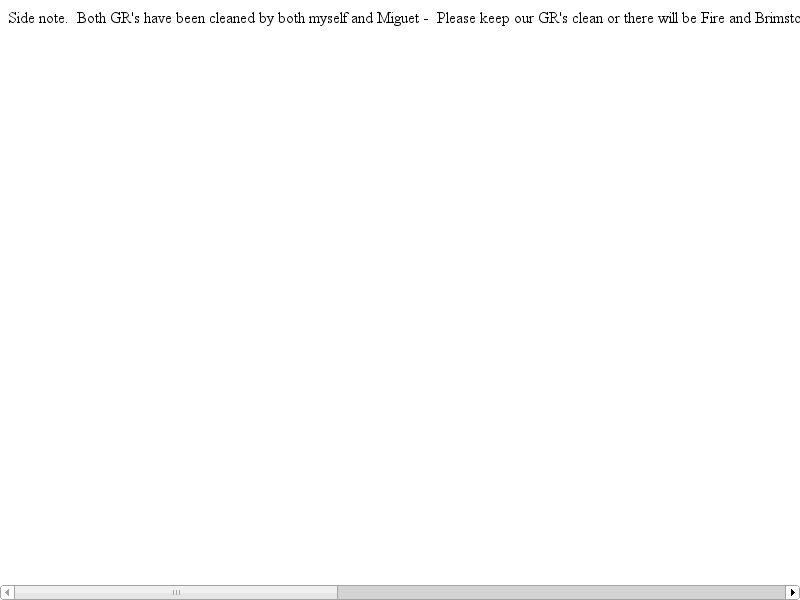 Side note.  Both GR's have been cleaned by both myself and Miguet -  Please keep our GR's clean or there will be Fire and Brimsto